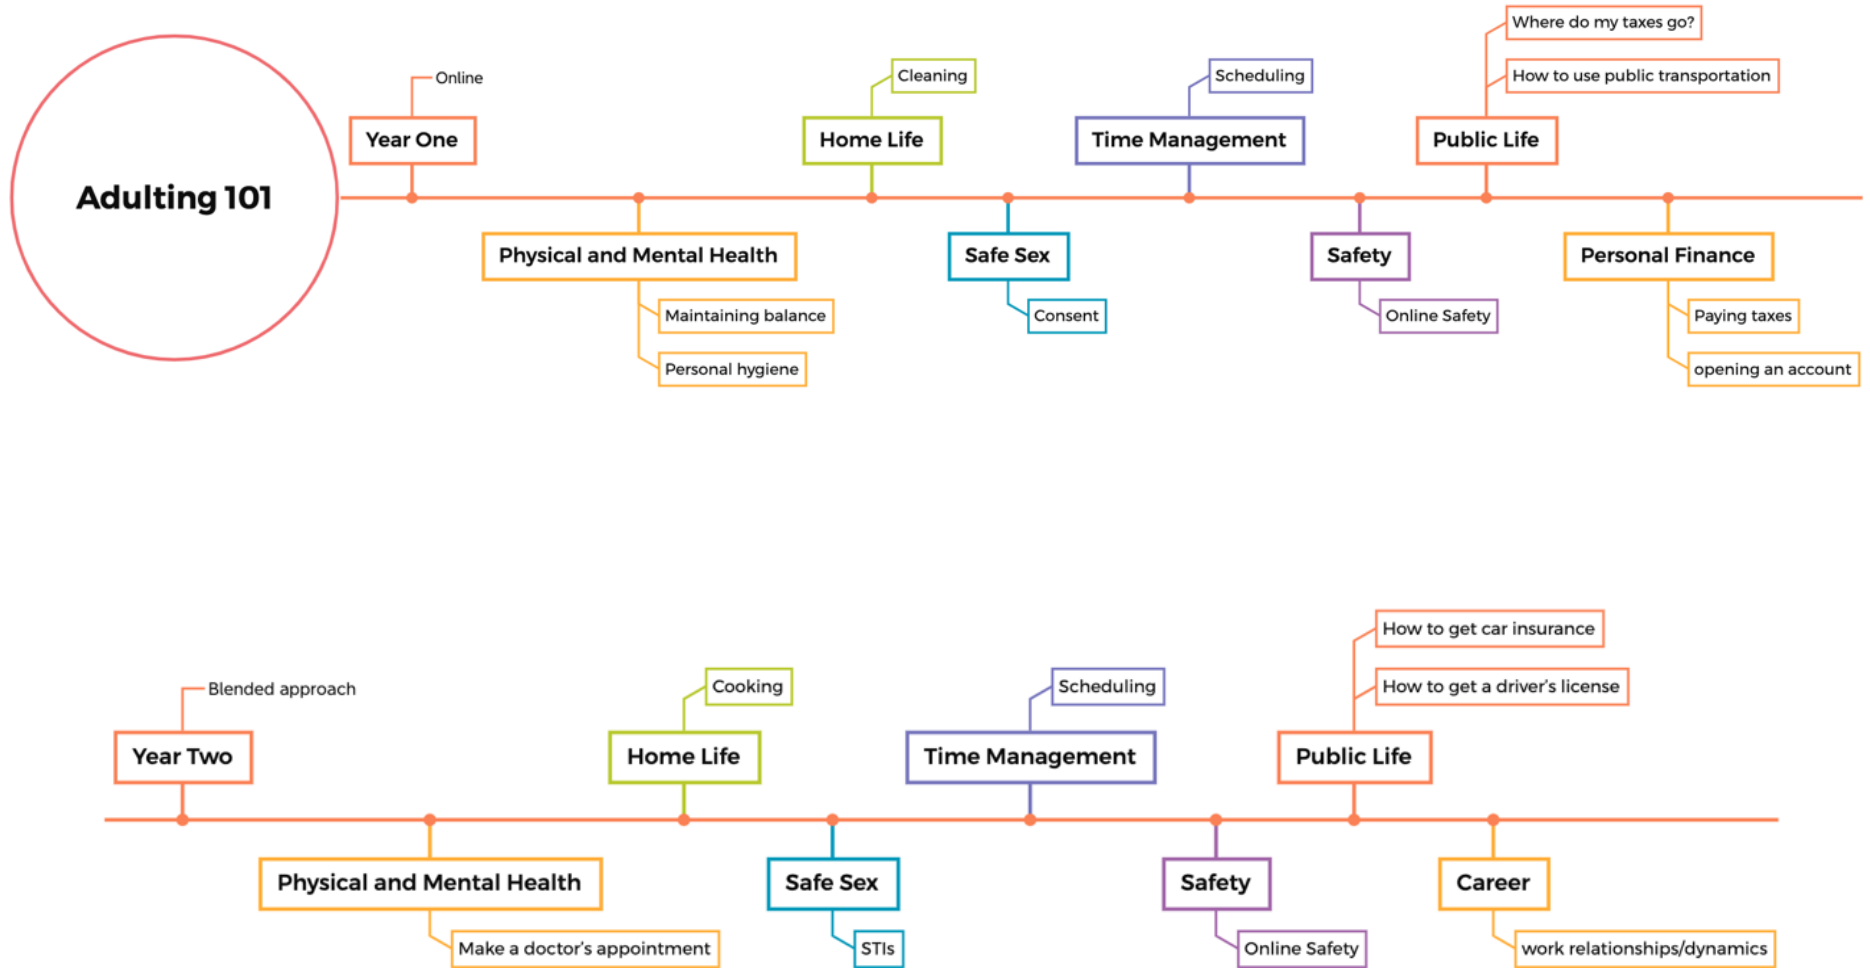 Adulting 101
Online
Year One
Physical and Mental Health
Maintaining balance
Personal hygiene
Cleaning
Home Life
Safe Sex
Consent
Scheduling
Time Management
Safety
Online Safety
Where do my taxes go?
How to use public transportation
Public Life
Personal Finance
Paying taxes
opening an account
Blended approach
Year Two
Physical and Mental Health
Make a doctor's appointment
Cooking
Home Life
Safe Sex
STIs
Scheduling
Time Management
Safety
Online Safety
How to get car insurance
How to get a driver's license
Public Life
Career
work relationships/dynamics